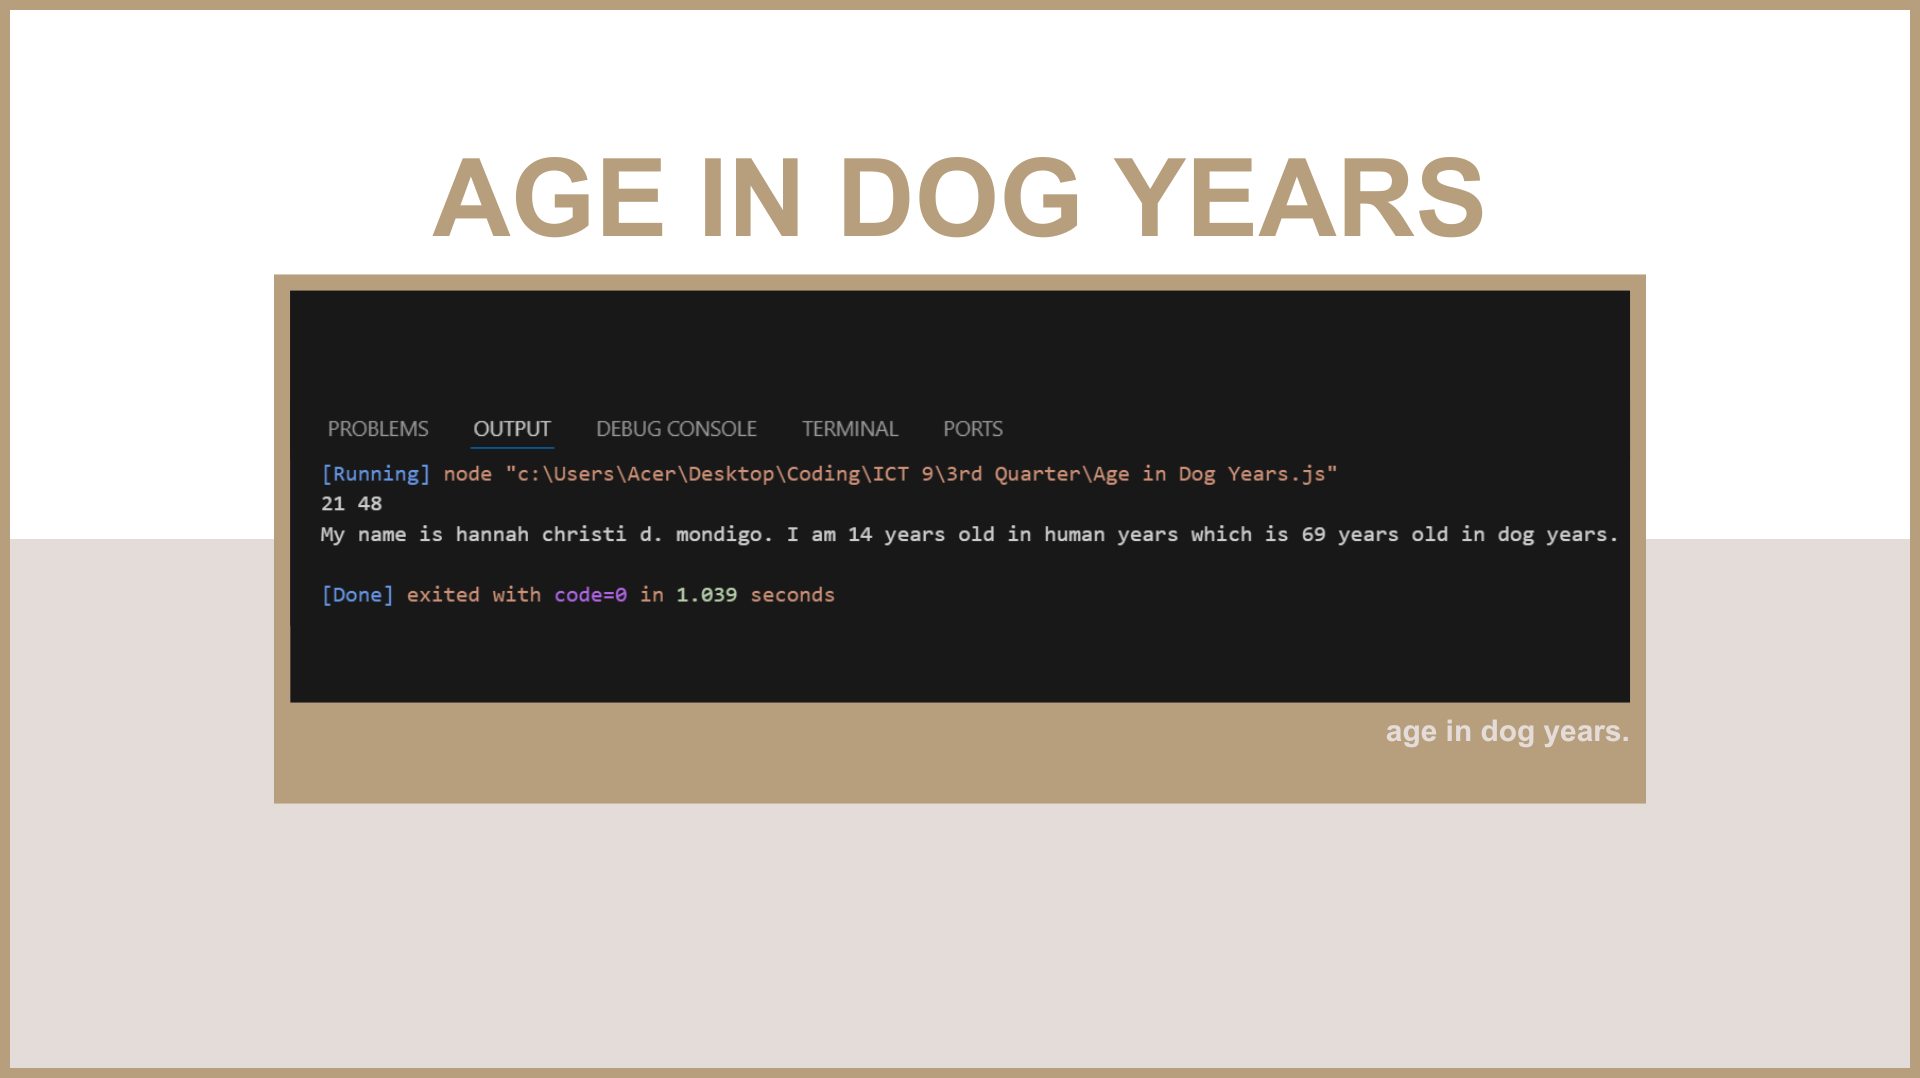 AGE IN DOG YEARS
PROBLEMS OUTPUT DEBUG CONSOLE TERMINAL PORTS
[Running] node "c:\Users\Acer\Desktop\Coding\ICT 9\3rd Quarter\Age in Dog Years.js"
21 48
My name is hannah christi d. mondigo. I am 14 years old in human years which is 69 years old in dog years.
[Done] exited with code=0 in 1.039 seconds
age in dog years.